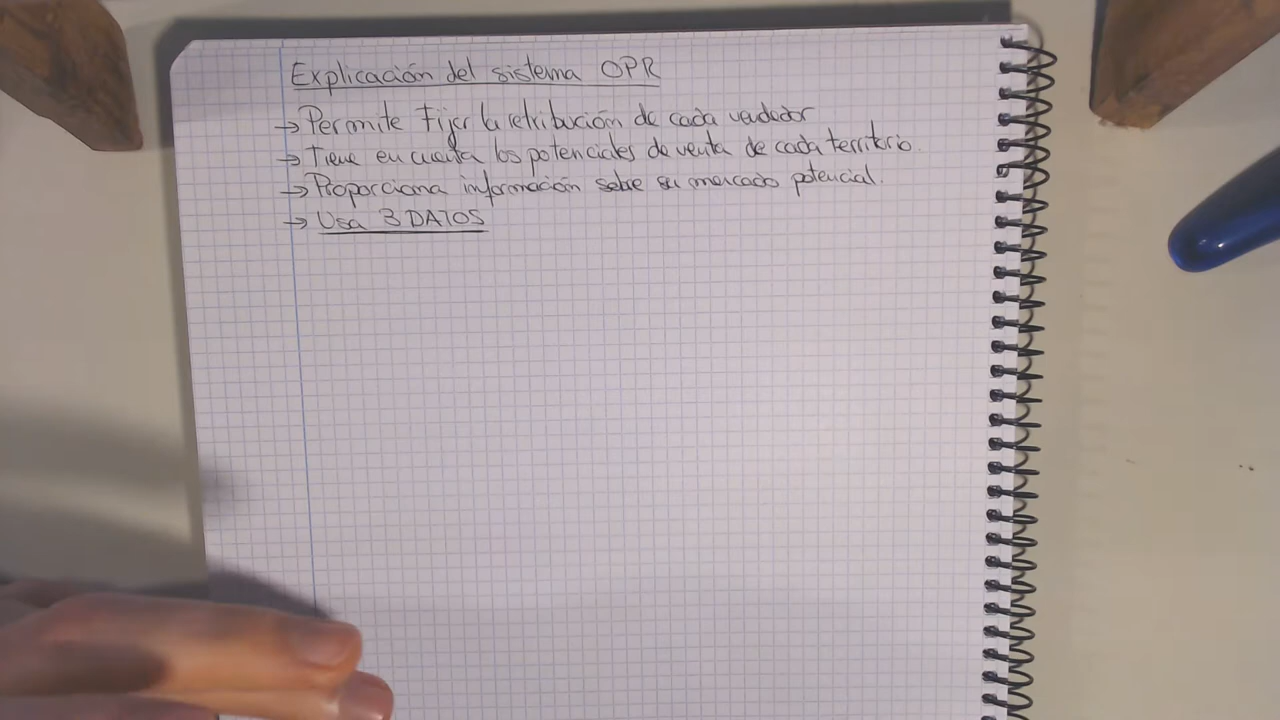 Explicación del sistema OPR
→ Permite Fijar la retribución de cada vendedor
→ Tiene en cuenta los potenciales de venta de cada territorio.
→ Proporciona información sobre su mercado potencial.
→ Usa 3 DATOS